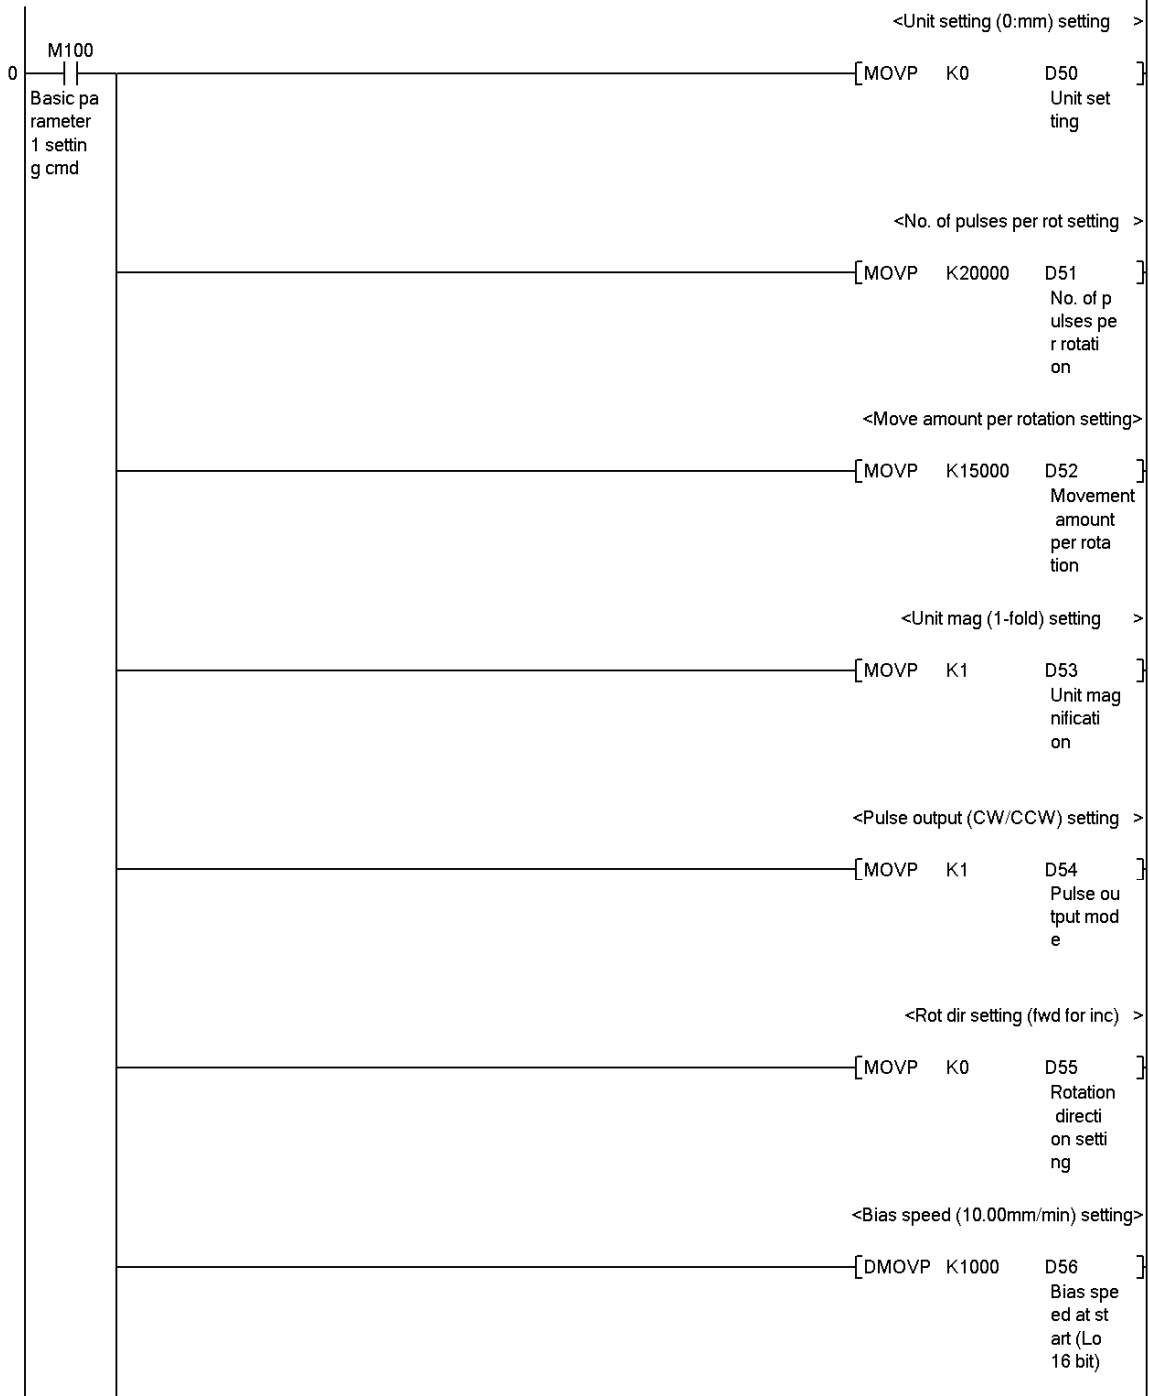 <Unit setting (0:mm) setting >
M100
0
[MOVP K0 D50 ]
Basic pa
rameter
1 settin
g cmd
Unit set
ting
<No. of pulses per rot setting >
[MOVP K20000 D51 ]
No. of p
ulses pe
r rotati
on
<Move amount per rotation setting>
[MOVP K15000 D52 ]
Movement
amount
per rota
tion
<Unit mag (1-fold) setting >
[MOVP K1 D53 ]
Unit mag
nificati
on
<Pulse output (CW/CCW) setting >
[MOVP K1 D54 ]
Pulse ou
tput mod
e
<Rot dir setting (fwd for inc) >
[MOVP K0 D55 ]
Rotation
directi
on setti
ng
<Bias speed (10.00mm/min) setting>
[DMOVP K1000 D56 ]
Bias spe
ed at st
art (Lo
16 bit)